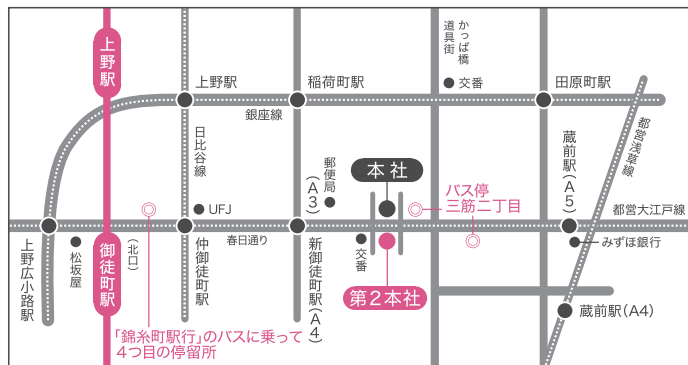 上野駅
上野駅
稲荷町駅
かっぱ橋
道具街
交番
田原町駅
銀座線
日比谷線
都営浅草線
郵便局
(A3)
本社
蔵前駅(A5)
バス停
三筋二丁目
UFJ
都営大江戸線
上野広小路駅
松坂屋
御徒町駅
(北口)
仲御徒町駅
春日通り
新御徒町駅(A4)
交番
第2本社
みずほ銀行
蔵前駅(A4)
「錦糸町駅行」のバスに乗って
4つ目の停留所